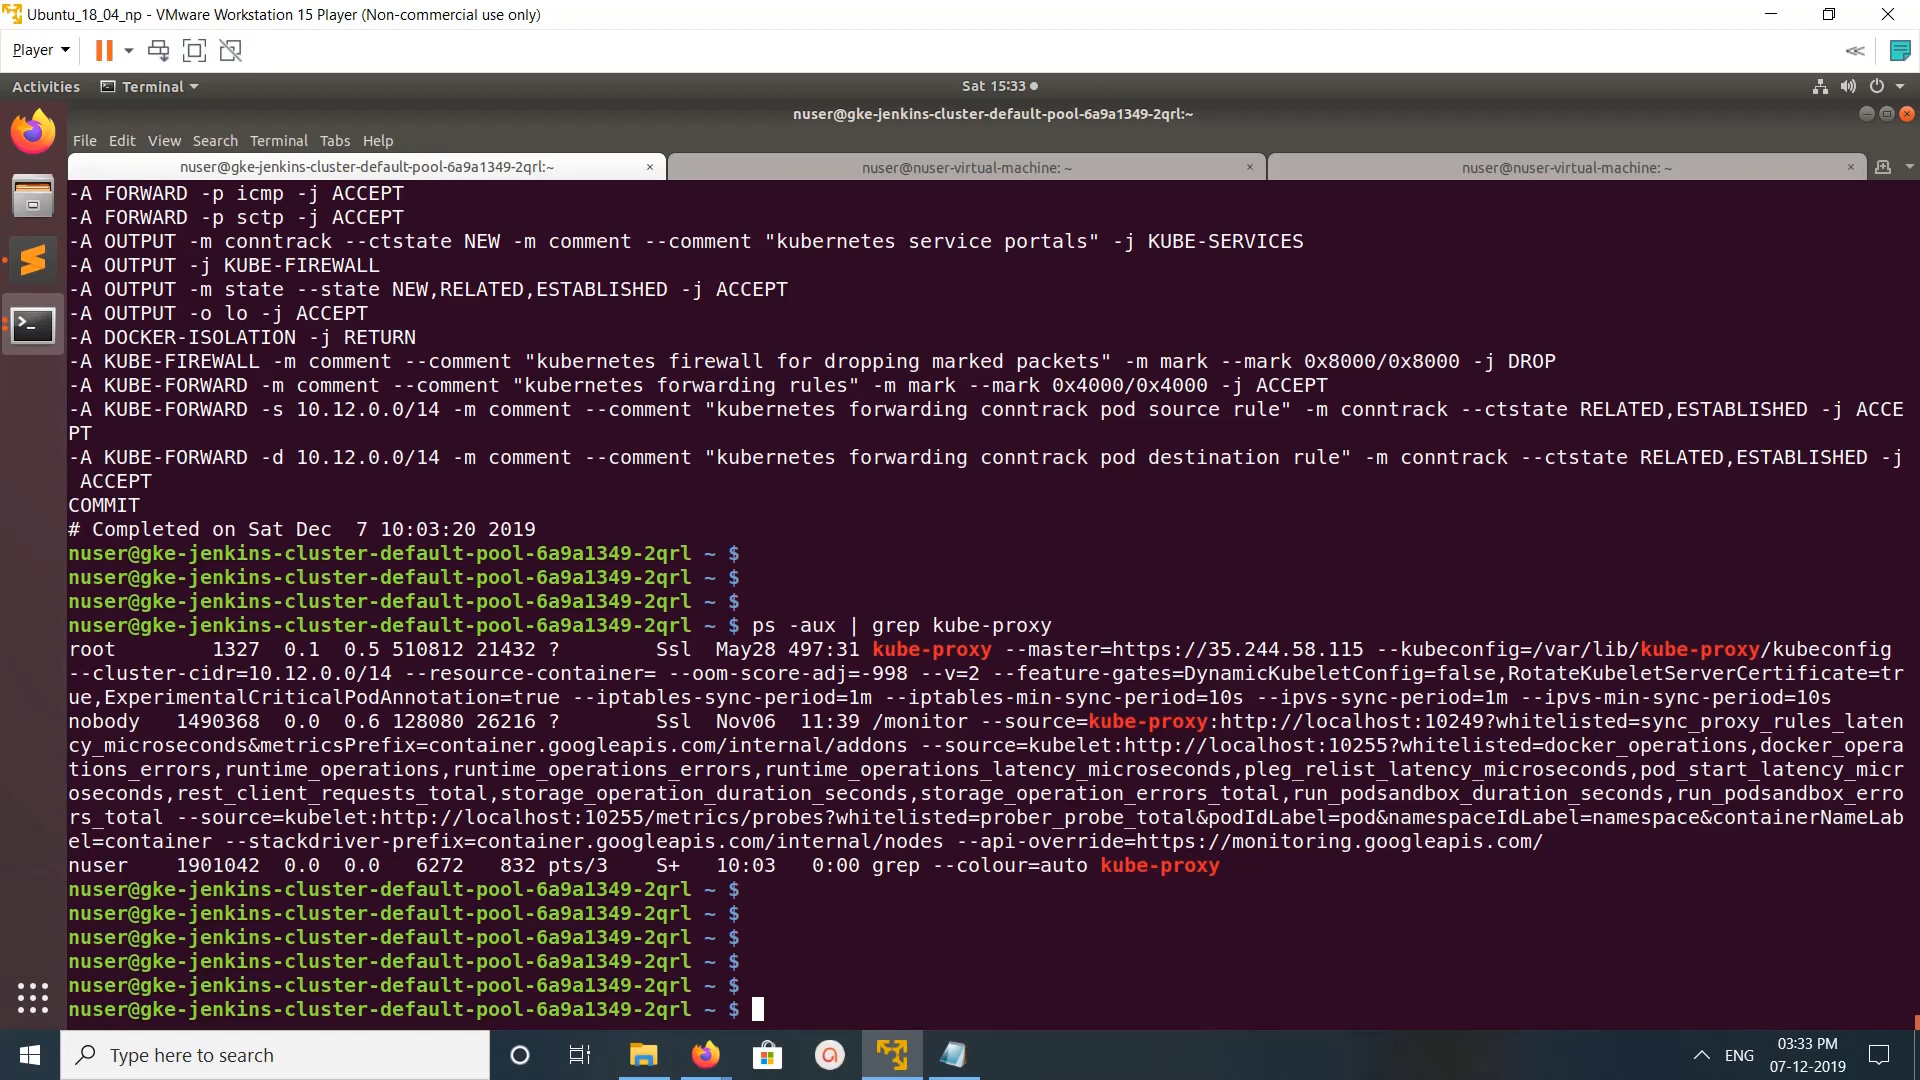 Ubuntu_18_04_np - VMware Workstation 15 Player (Non-commercial use only)
Player
Activities
Terminal
Sat 15:33
nuser@gke-jenkins-cluster-default-pool-6a9a1349-2qrl:~
File Edit View Search Terminal Tabs Help
nuser@gke-jenkins-cluster-default-pool-6a9a1349-2qrl:~ × nuser@nuser-virtual-machine: ~ × nuser@nuser-virtual-machine: ~ ×
-A FORWARD -p icmp -j ACCEPT
-A FORWARD -p sctp -j ACCEPT
-A OUTPUT -m conntrack --ctstate NEW -m comment --comment "kubernetes service portals" -j KUBE-SERVICES
-A OUTPUT -j KUBE-FIREWALL
-A OUTPUT -m state --state NEW,RELATED,ESTABLISHED -j ACCEPT
-A OUTPUT -o lo -j ACCEPT
-A DOCKER-ISOLATION -j RETURN
-A KUBE-FIREWALL -m comment --comment "kubernetes firewall for dropping marked packets" -m mark --mark 0x8000/0x8000 -j DROP
-A KUBE-FORWARD -m comment --comment "kubernetes forwarding rules" -m mark --mark 0x4000/0x4000 -j ACCEPT
-A KUBE-FORWARD -s 10.12.0.0/14 -m comment --comment "kubernetes forwarding conntrack pod source rule" -m conntrack --ctstate RELATED,ESTABLISHED -j ACCE
PT
-A KUBE-FORWARD -d 10.12.0.0/14 -m comment --comment "kubernetes forwarding conntrack pod destination rule" -m conntrack --ctstate RELATED,ESTABLISHED -j
 ACCEPT
COMMIT
# Completed on Sat Dec  7 10:03:20 2019
nuser@gke-jenkins-cluster-default-pool-6a9a1349-2qrl ~ $
nuser@gke-jenkins-cluster-default-pool-6a9a1349-2qrl ~ $
nuser@gke-jenkins-cluster-default-pool-6a9a1349-2qrl ~ $
nuser@gke-jenkins-cluster-default-pool-6a9a1349-2qrl ~ $ ps -aux | grep kube-proxy
root        1327  0.1  0.5 510812 21432 ?        Ssl  May28 497:31 kube-proxy --master=https://35.244.58.115 --kubeconfig=/var/lib/kube-proxy/kubeconfig
--cluster-cidr=10.12.0.0/14 --resource-container= --oom-score-adj=-998 --v=2 --feature-gates=DynamicKubeletConfig=false,RotateKubeletServerCertificate=tr
ue,ExperimentalCriticalPodAnnotation=true --iptables-sync-period=1m --iptables-min-sync-period=10s --ipvs-sync-period=1m --ipvs-min-sync-period=10s
nobody   1490368  0.0  0.6 128080 26216 ?        Ssl  Nov06  11:39 /monitor --source=kube-proxy:http://localhost:10249?whitelisted=sync_proxy_rules_laten
cy_microseconds&metricsPrefix=container.googleapis.com/internal/addons --source=kubelet:http://localhost:10255?whitelisted=docker_operations,docker_opera
tions_errors,runtime_operations,runtime_operations_errors,runtime_operations_latency_microseconds,pleg_relist_latency_microseconds,pod_start_latency_micr
oseconds,rest_client_requests_total,storage_operation_duration_seconds,storage_operation_errors_total,run_podsandbox_duration_seconds,run_podsandbox_erro
rs_total --source=kubelet:http://localhost:10255/metrics/probes?whitelisted=prober_probe_total&podIdLabel=pod&namespaceIdLabel=namespace&containerNameLab
el=container --stackdriver-prefix=container.googleapis.com/internal/nodes --api-override=https://monitoring.googleapis.com/
nuser    1901042  0.0  0.0   6272   832 pts/3    S+   10:03   0:00 grep --colour=auto kube-proxy
nuser@gke-jenkins-cluster-default-pool-6a9a1349-2qrl ~ $
nuser@gke-jenkins-cluster-default-pool-6a9a1349-2qrl ~ $
nuser@gke-jenkins-cluster-default-pool-6a9a1349-2qrl ~ $
nuser@gke-jenkins-cluster-default-pool-6a9a1349-2qrl ~ $
nuser@gke-jenkins-cluster-default-pool-6a9a1349-2qrl ~ $
nuser@gke-jenkins-cluster-default-pool-6a9a1349-2qrl ~ $
Type here to search
ENG
03:33 PM
07-12-2019